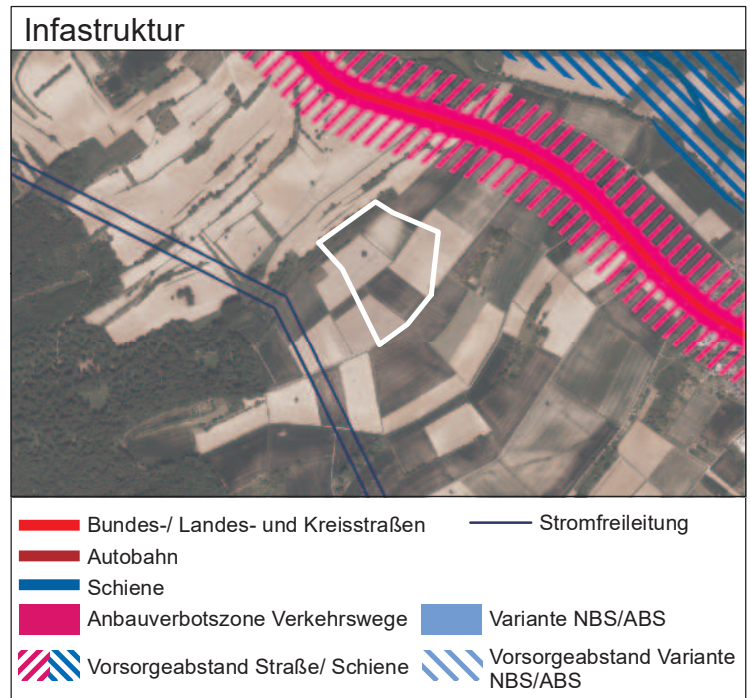 Infastruktur
Bundes-/ Landes- und Kreisstraßen
Stromfreileitung
Autobahn
Schiene
Anbauverbotszone Verkehrswege
Variante NBS/ABS
Vorsorgeabstand Straße/ Schiene
Vorsorgeabstand Variante
NBS/ABS